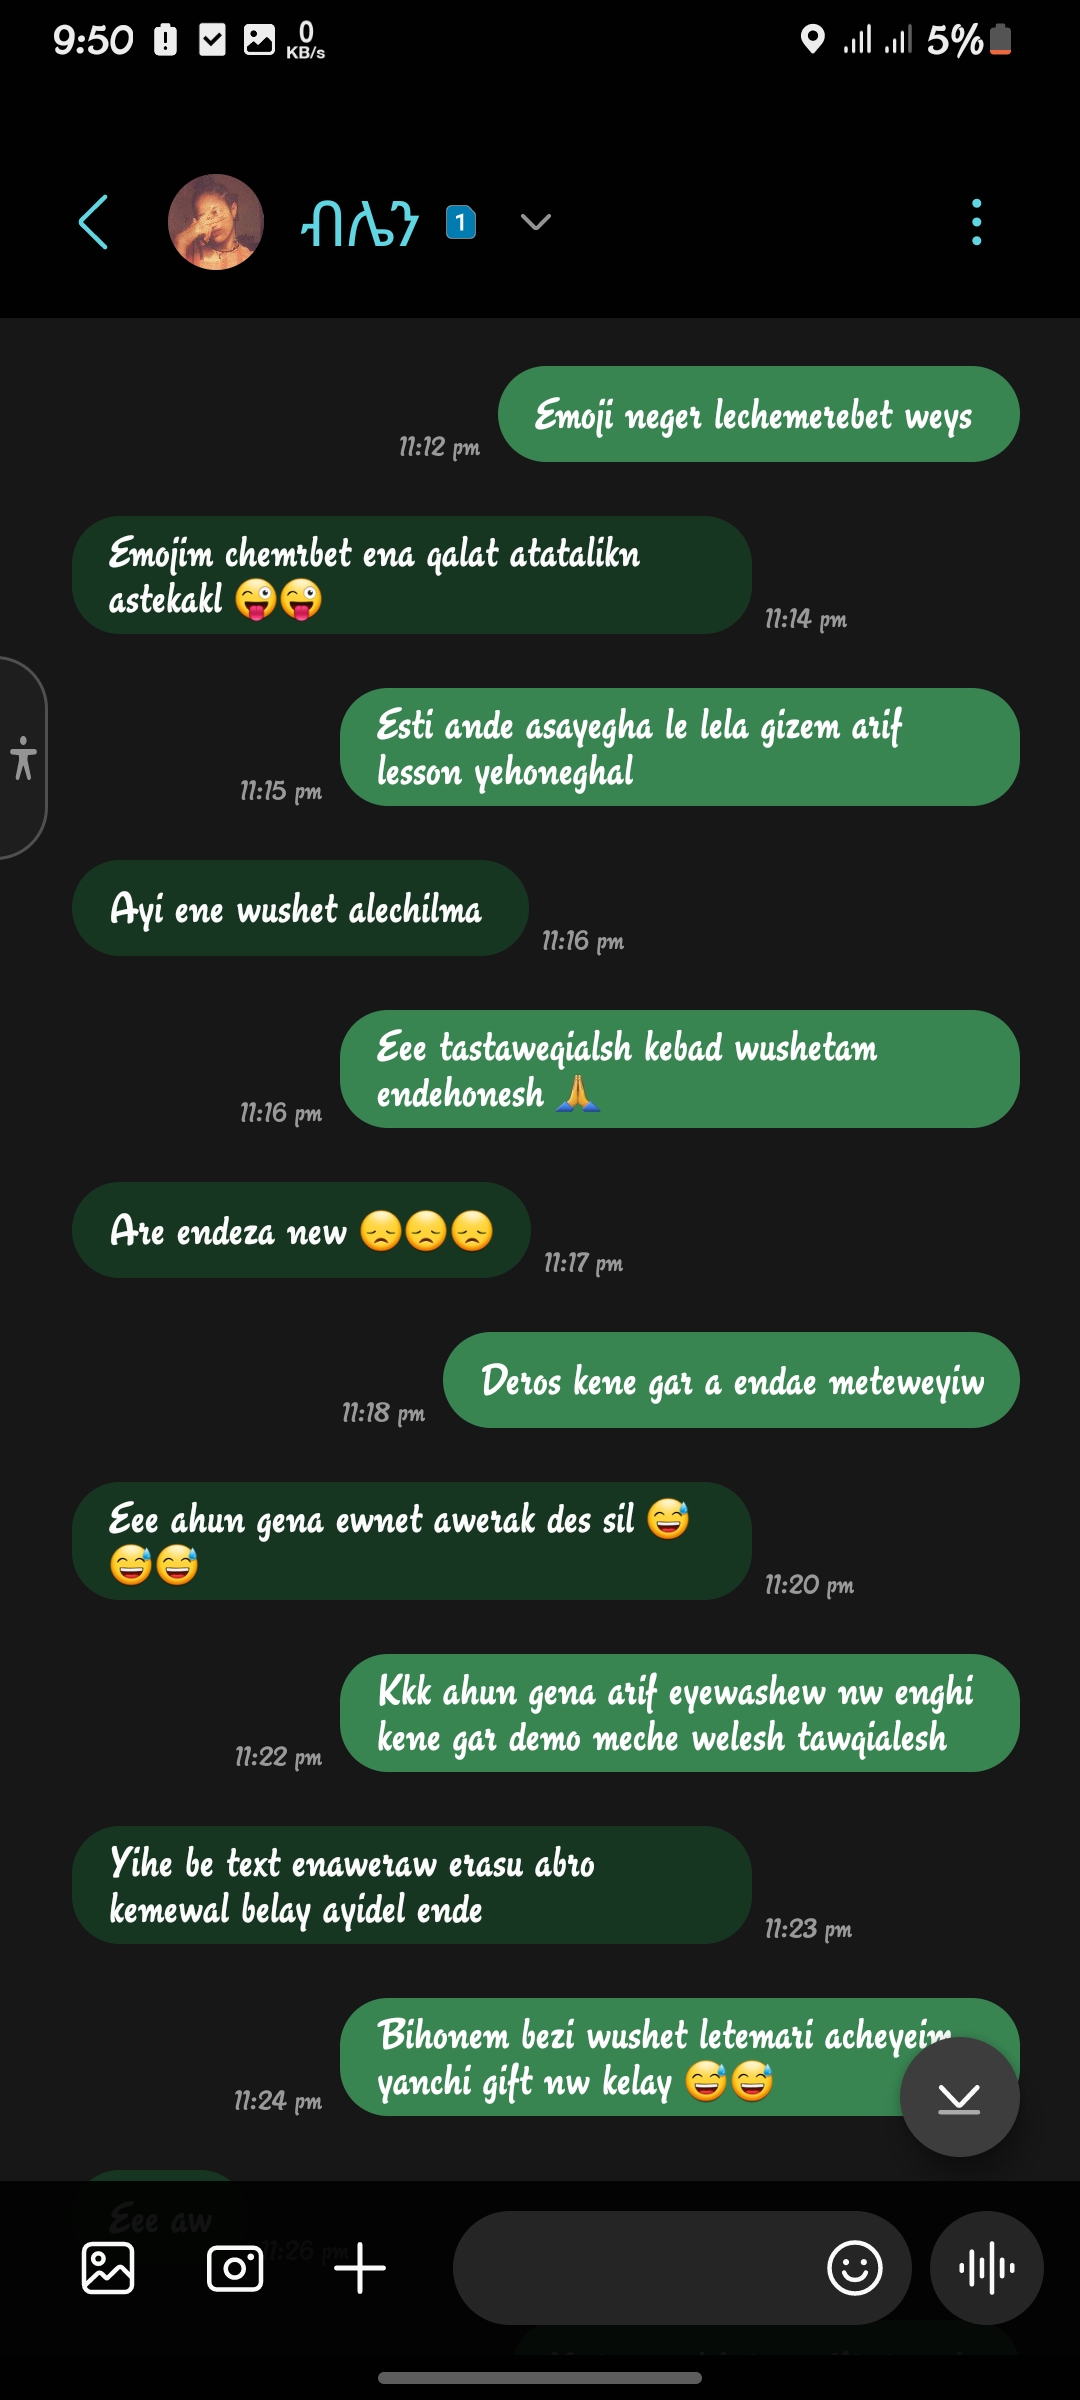 9:50
0
KB/s
5%
ብሌን 1
Emoji neger lechemerebet weys
11:12 pm
Emojim chemrbet ena qalat atatalikn
astekakl 😜😜
11:14 pm
Esti ande asayegha le lela gizem arif
lesson yehoneghal
11:15 pm
Ayi ene wushet alechilma
11:16 pm
Eee tastaweqialsh kebad wushetam
endehonesh 🙏
11:16 pm
Are endeza new 😞😞😞
11:17 pm
Deros kene gar a endae meteweyiw
11:18 pm
Eee ahun gena ewnet awerak des sil 😅
😅😅
11:20 pm
Kkk ahun gena arif eyewashew nw enghi
kene gar demo meche welesh tawqialesh
11:22 pm
Yihe be text enaweraw erasu abro
kemewal belay ayidel ende
11:23 pm
Bihonem bezi wushet letemari acheyeim
yanchi gift nw kelay 😅😅
11:24 pm
Eee aw
11:26 pm